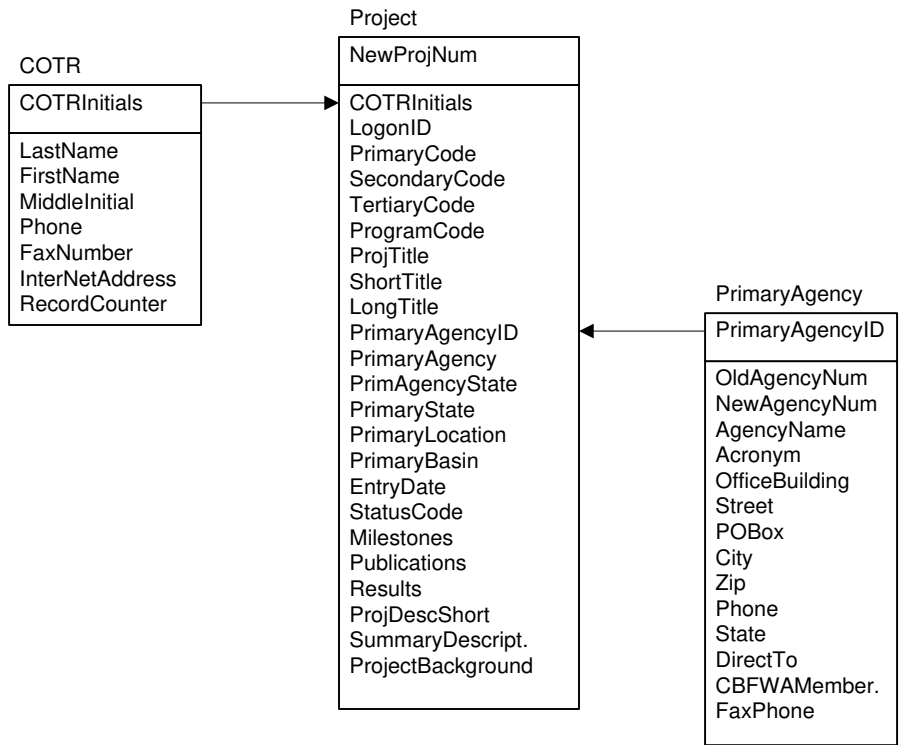 COTR
COTRInitials
LastName
FirstName
MiddleInitial
Phone
FaxNumber
InterNetAddress
RecordCounter
Project
NewProjNum
COTRInitials
LogonID
PrimaryCode
SecondaryCode
TertiaryCode
ProgramCode
ProjTitle
ShortTitle
LongTitle
PrimaryAgencyID
PrimaryAgency
PrimAgencyState
PrimaryState
PrimaryLocation
PrimaryBasin
EntryDate
StatusCode
Milestones
Publications
Results
ProjDescShort
SummaryDescript.
ProjectBackground
PrimaryAgency
PrimaryAgencyID
OldAgencyNum
NewAgencyNum
AgencyName
Acronym
OfficeBuilding
Street
POBox
City
Zip
Phone
State
DirectTo
CBFWAMember.
FaxPhone